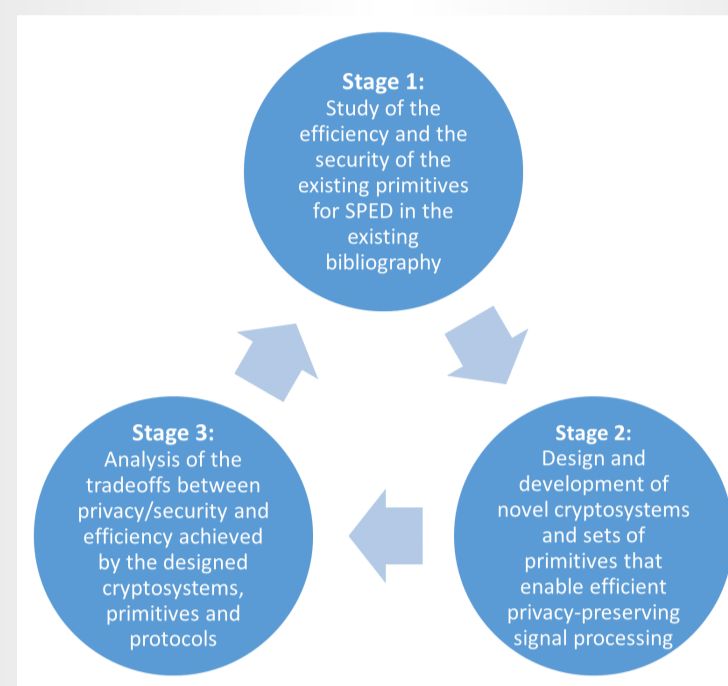 Stage 1:
Study of the
efficiency and the
security of the
existing primitives
for SPED in the
existing
bibliography
Stage 2:
Design and
development of
novel cryptosystems
and sets of
primitives that
enable efficient
privacy-preserving
signal processing
Stage 3:
Analysis of the
tradeoffs between
privacy/security and
efficiency achieved
by the designed
cryptosystems,
primitives and
protocols